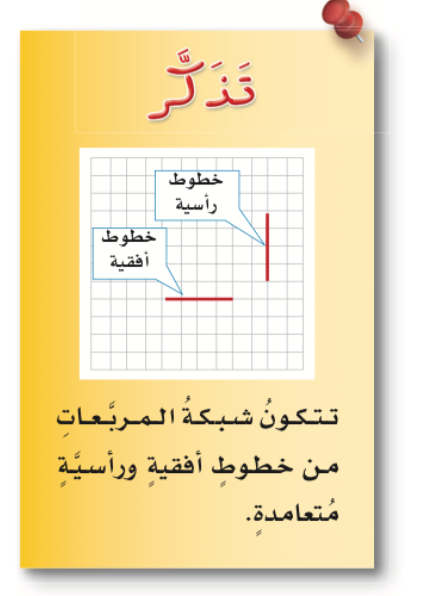 تَذَكَّر
خطوط
رأسية
خطوط
أفقية
تتكونُ شبكةُ المربَّعاتِ
من خطوطٍ أفقيةٍ ورأسيَّةٍ
مُتعامدةٍ.